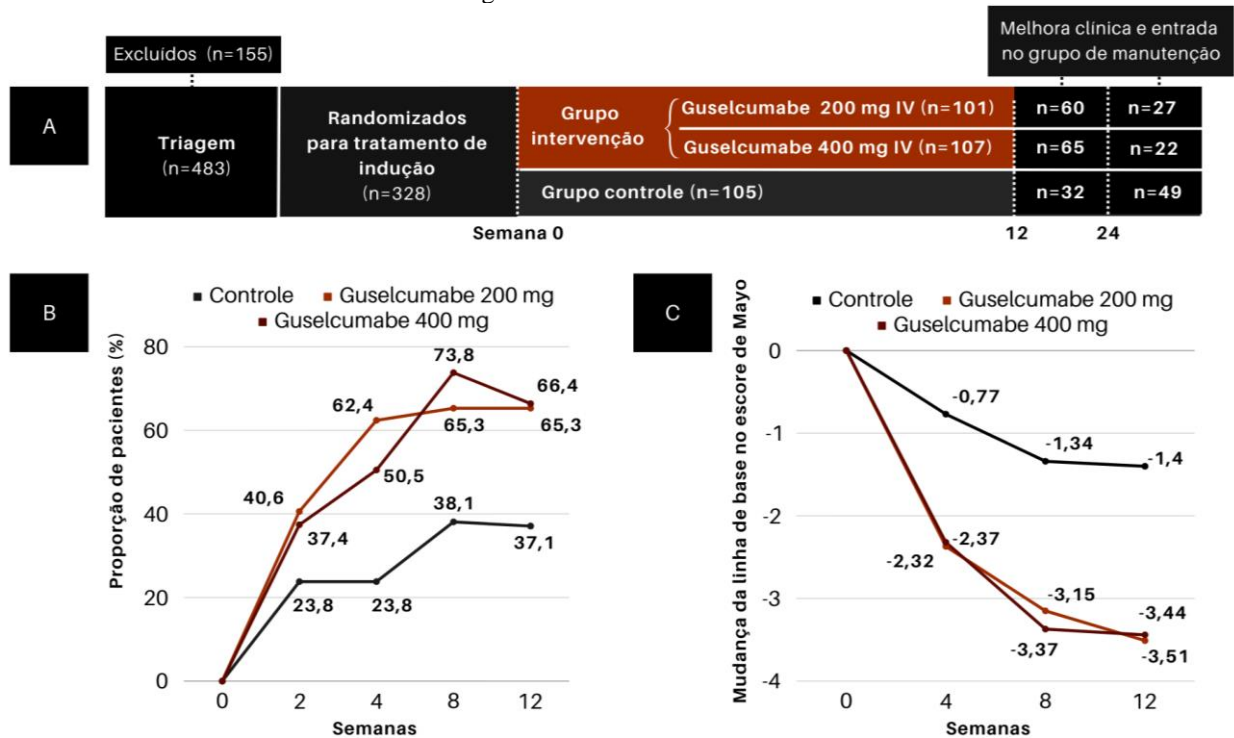 Excluídos (n=155)
Melhora clínica e entrada
no grupo de manutenção
A
Triagem
(n=483)
Randomizados
para tratamento de
indução
(n=328)
Grupo
intervenção
Guselcumabe 200 mg IV (n=101)
Guselcumabe 400 mg IV (n=107)
Grupo controle (n=105)
n=60
n=27
n=65
n=22
n=32
n=49
Semana 0
12
24
B
Controle
Guselcumabe 200 mg
Guselcumabe 400 mg
Proporção de pacientes (%)
80
60
40
20
0
40,6
62,4
73,8
66,4
65,3
65,3
50,5
37,4
38,1
37,1
23,8
23,8
0
2
4
8
12
Semanas
C
Controle
Guselcumabe 200 mg
Guselcumabe 400 mg
Mudança da linha de base no escore de Mayo
0
-1
-2
-3
-4
-0,77
-1,34
-1,4
-2,37
-2,32
-3,15
-3,44
-3,37
-3,51
0
4
8
12
Semanas